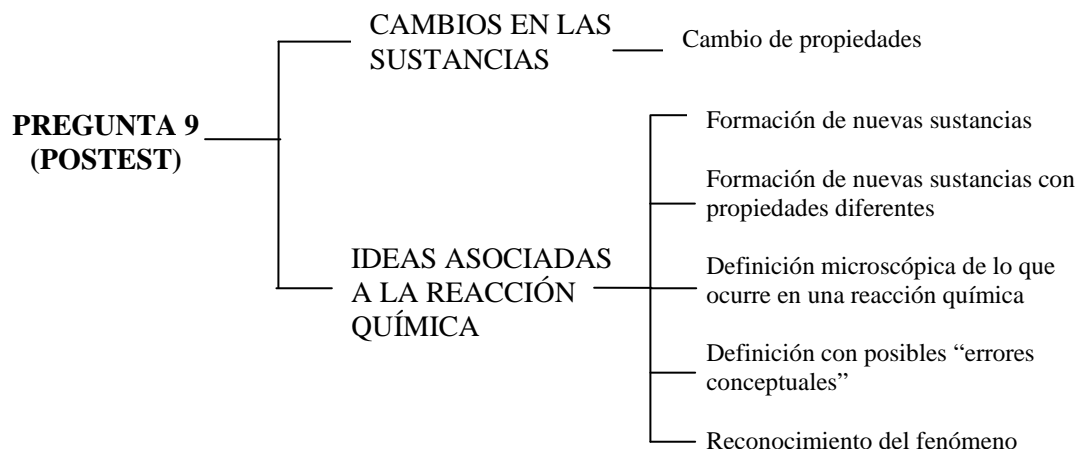 PREGUNTA 9
(POSTEST)
CAMBIOS EN LAS
SUSTANCIAS
Cambio de propiedades
IDEAS ASOCIADAS
A LA REACCIÓN
QUÍMICA
Formación de nuevas sustancias
Formación de nuevas sustancias con
propiedades diferentes
Definición microscópica de lo que
ocurre en una reacción química
Definición con posibles “errores
conceptuales”
Reconocimiento del fenómeno